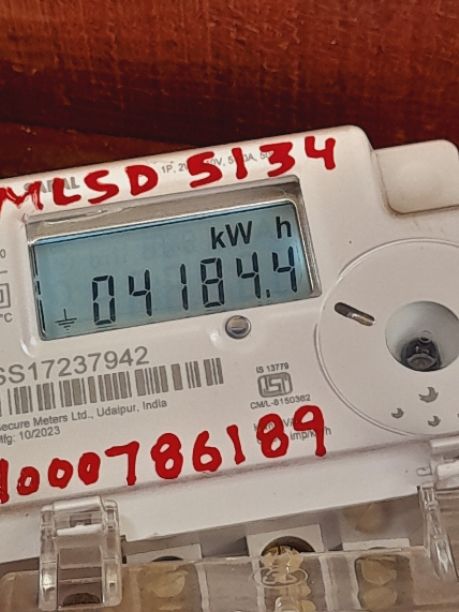 MLSD 5134
kW h
04184.4
SS17237942
IS 13779
Secure Meters Ltd., Udaipur, India
CM/L-8150362
Mfg: 10/2023
1000786189